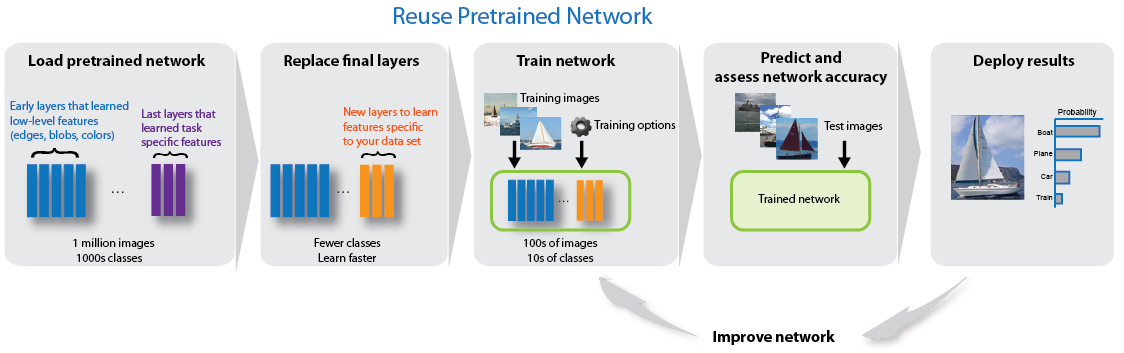 Reuse Pretrained Network
Load pretrained network
Early layers that learned
low-level features
(edges, blobs, colors)
Last layers that
learned task
specific features
...
1 million images
1000s classes
Replace final layers
New layers to learn
features specific
to your data set
...
Fewer classes
Learn faster
Train network
Training images
Training options
...
100s of images
10s of classes
Predict and
assess network accuracy
Test images
Trained network
Deploy results
Probability
Boat
Plane
Car
Train
Improve network